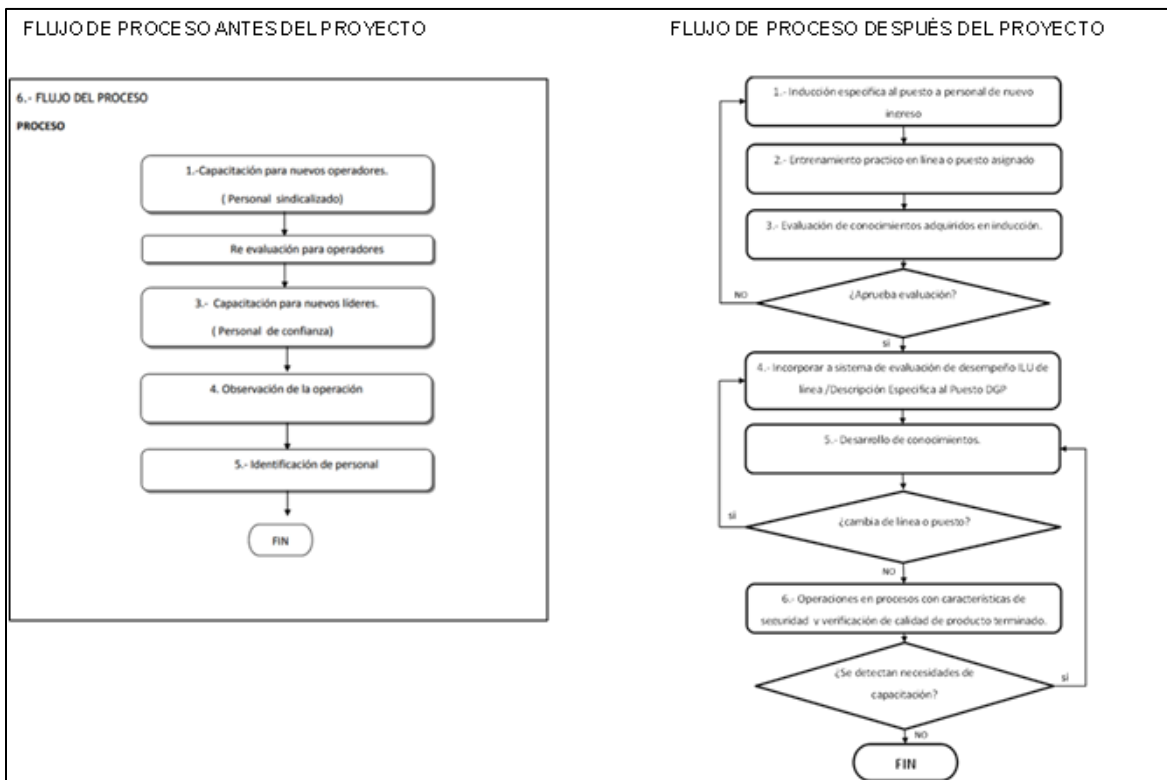 FLUJO DE PROCESO ANTES DEL PROYECTO
6.- FLUJO DEL PROCESO
PROCESO
1.-Capacitación para nuevos operadores.
( Personal sindicalizado)
Re evaluación para operadores
3.- Capacitación para nuevos líderes.
( Personal de confianza)
4. Observación de la operación
5.- Identificación de personal
FIN
FLUJO DE PROCESO DESPUÉS DEL PROYECTO
1.- Inducción especifica al puesto a personal de nuevo
ingreso
2.- Entrenamiento practico en línea o puesto asignado
3.- Evaluación de conocimientos adquiridos en inducción.
¿Aprueba evaluación?
NO
si
4.- Incorporar a sistema de evaluación de desempeño ILU de
línea /Descripción Especifica al Puesto DGP
5.- Desarrollo de conocimientos.
¿cambia de línea o puesto?
si
NO
6.- Operaciones en procesos con características de
seguridad y verificación de calidad de producto terminado.
¿Se detectan necesidades de
capacitación?
si
NO
FIN